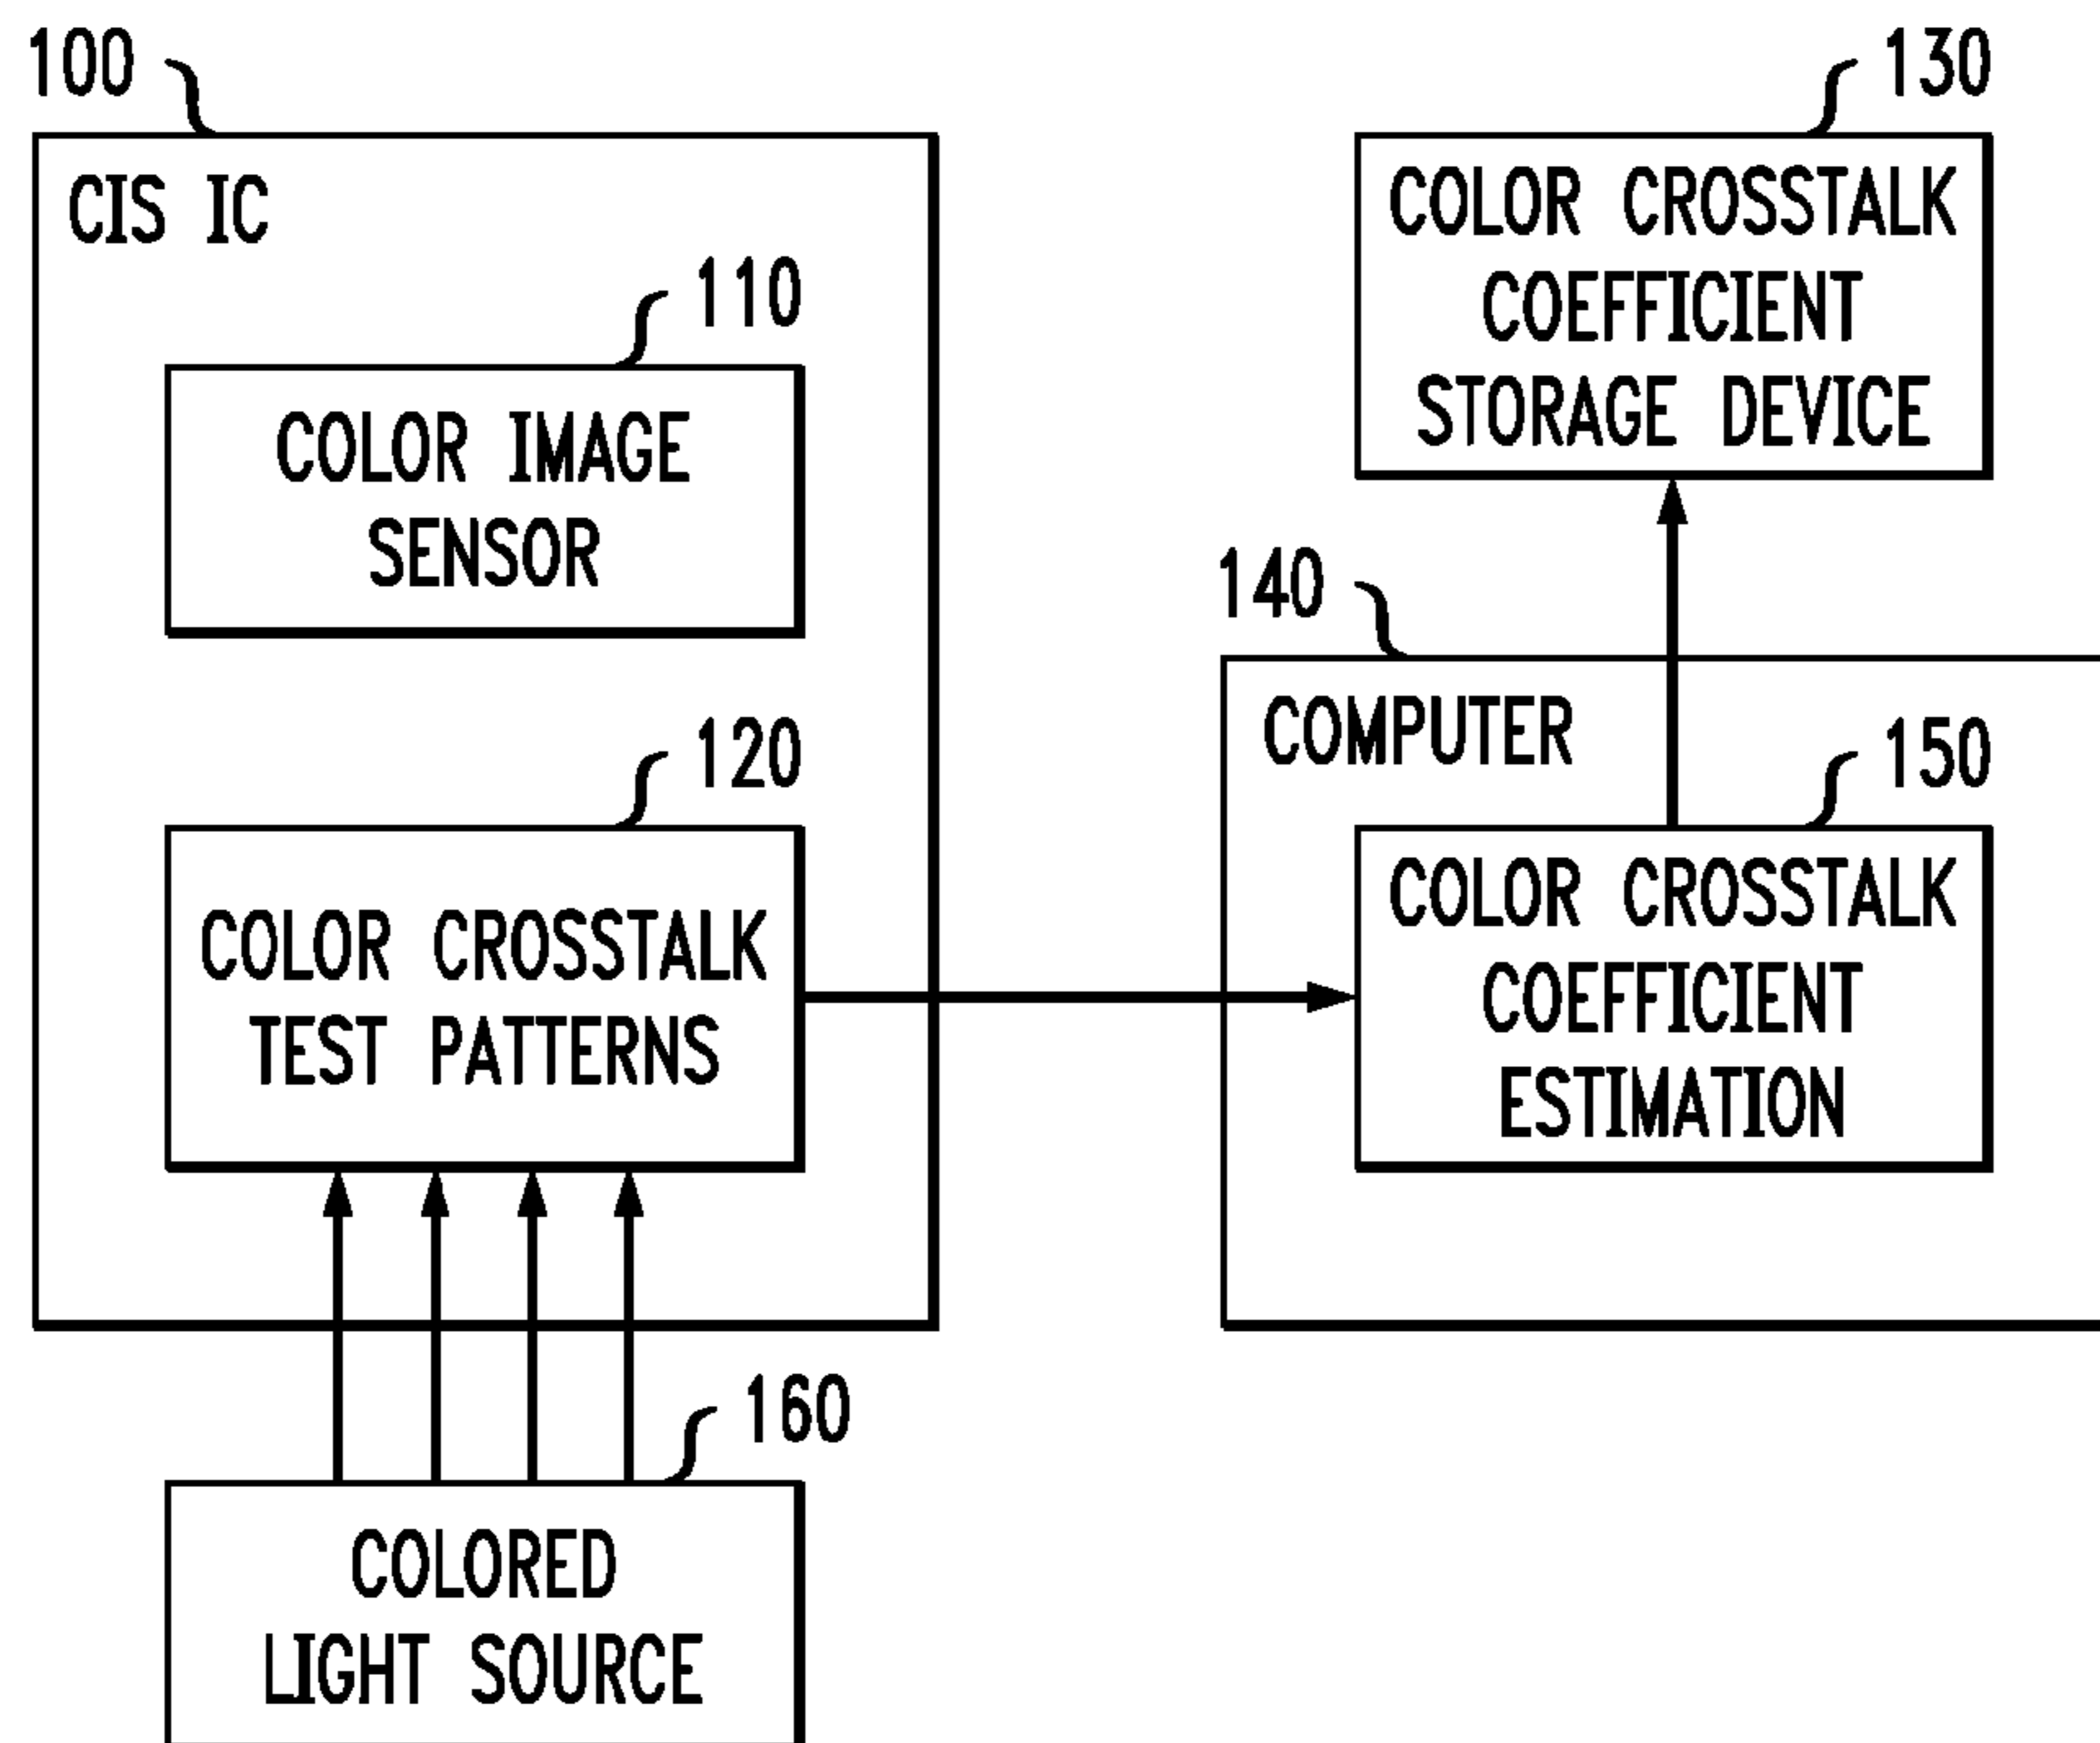 100
CIS IC
110
COLOR IMAGE
SENSOR
120
COLOR CROSSTALK
TEST PATTERNS
160
COLORED
LIGHT SOURCE
130
COLOR CROSSTALK
COEFFICIENT
STORAGE DEVICE
140
COMPUTER
150
COLOR CROSSTALK
COEFFICIENT
ESTIMATION